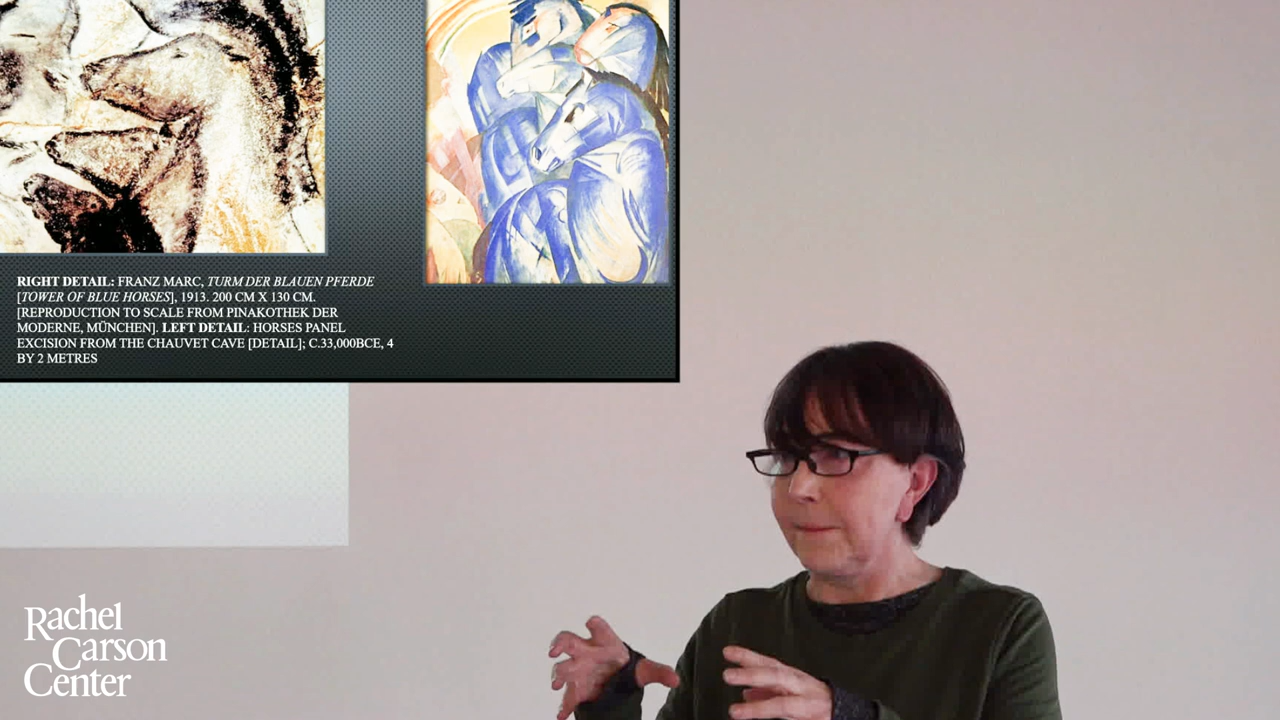 RIGHT DETAIL: FRANZ MARC, TURM DER BLAUEN PFERDE
[TOWER OF BLUE HORSES], 1913. 200 CM X 130 CM.
[REPRODUCTION TO SCALE FROM PINAKOTHEK DER
MODERNE, MÜNCHEN]. LEFT DETAIL: HORSES PANEL
EXCISION FROM THE CHAUVET CAVE [DETAIL]; C.33,000BCE, 4
BY 2 METRES
Rachel
Carson
Center